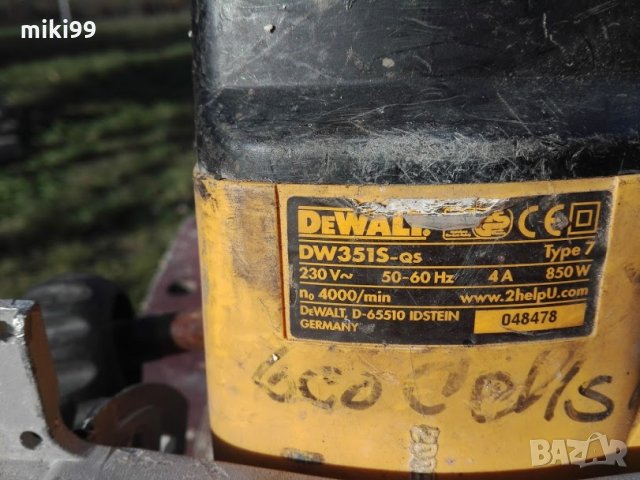 miki99
DEWALT
DW351S-QS Type 7
230 V~ 50-60 Hz 4 A 850 W
n₀ 4000/min www.2helpU.com
DEWALT, D-65510 IDSTEIN
GERMANY
048478
BAZAR